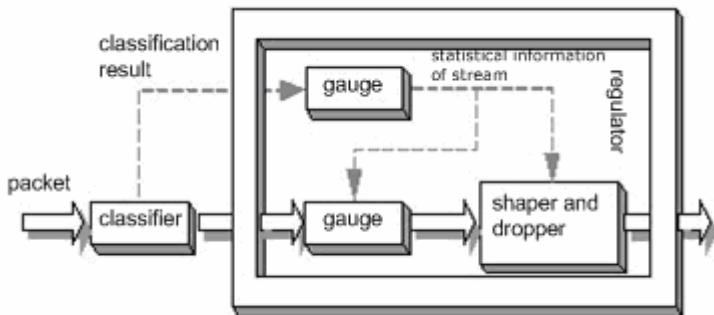 classification
result
statistical information
of stream
gauge
regulator
packet
classifier
gauge
shaper and
dropper